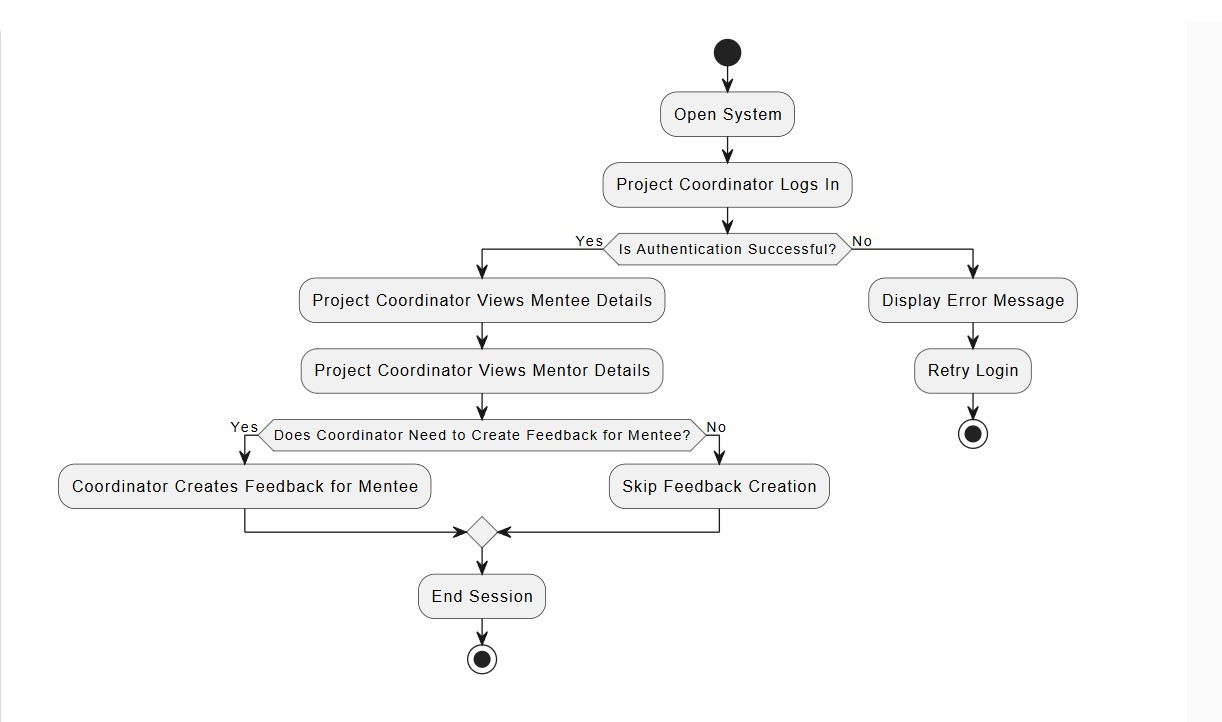 Open System
Project Coordinator Logs In
Yes
Is Authentication Successful?
No
Project Coordinator Views Mentee Details
Display Error Message
Project Coordinator Views Mentor Details
Retry Login
Yes
Does Coordinator Need to Create Feedback for Mentee?
No
Coordinator Creates Feedback for Mentee
Skip Feedback Creation
End Session